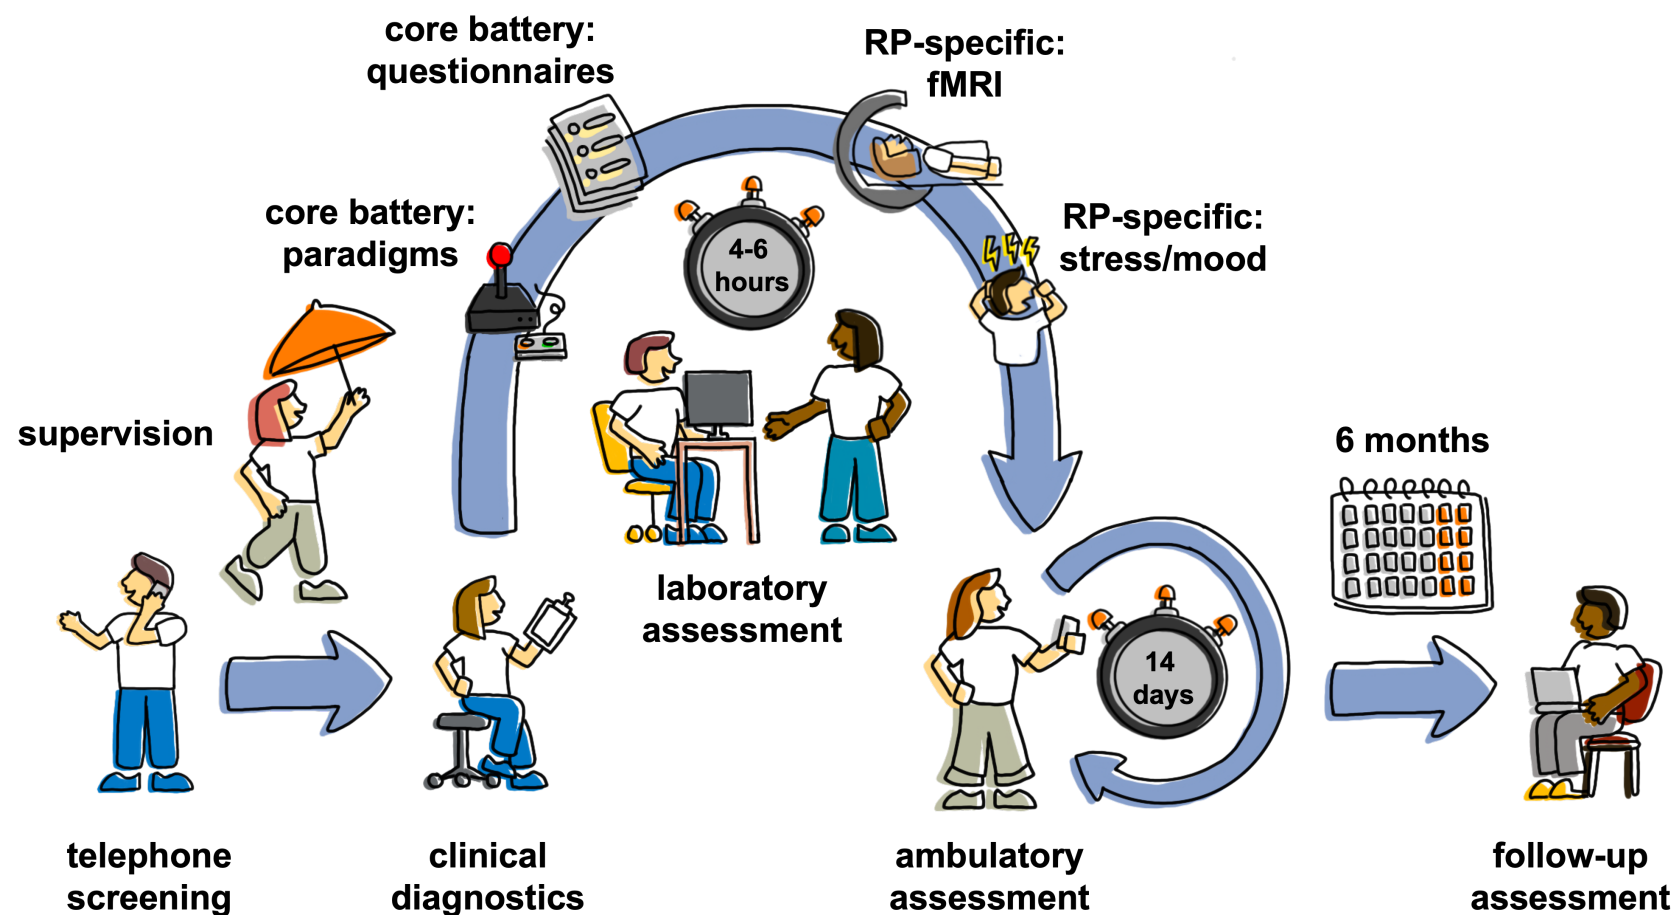 core battery:
questionnaires
RP-specific:
fMRI
core battery:
paradigms
4-6
hours
RP-specific:
stress/mood
supervision
6 months
laboratory
assessment
14
days
telephone
screening
clinical
diagnostics
ambulatory
assessment
follow-up
assessment